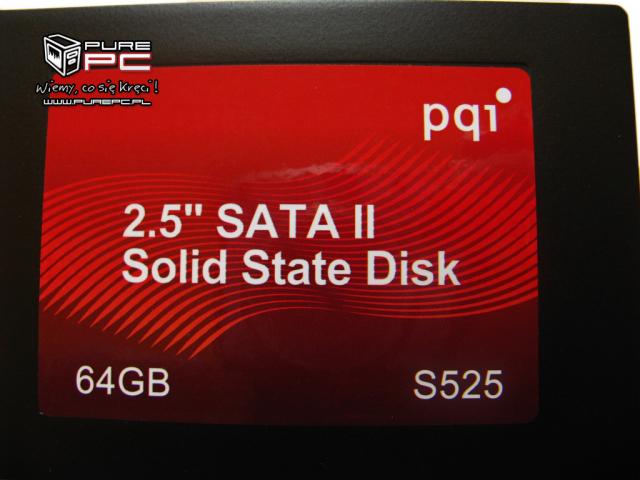 PURE
PC
Wiemy, co się kręci!
WWW.PUREPC.PL
pqi
2.5" SATA II
Solid State Disk
64GB
S525